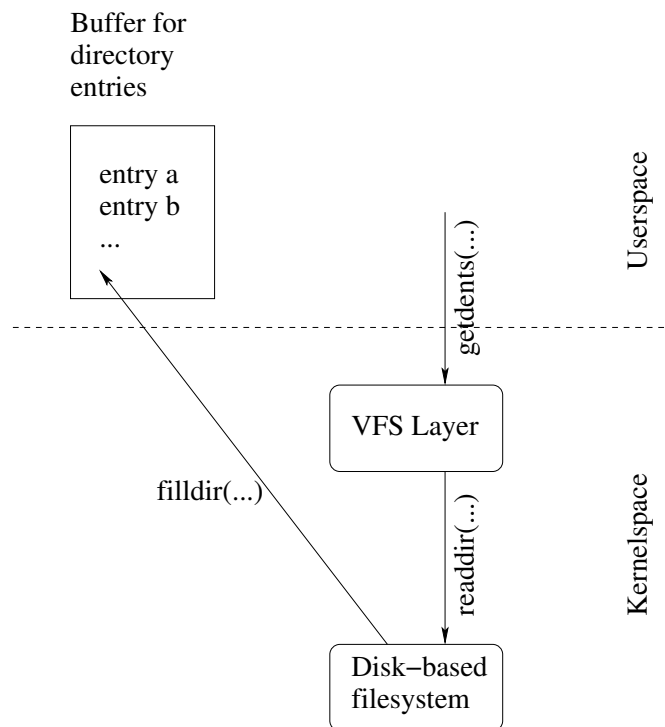 Buffer for
directory
entries
entry a
entry b
...
Userspace
getdents(...)
VFS Layer
filldir(...)
readdir(...)
Kernelspace
Disk−based
filesystem